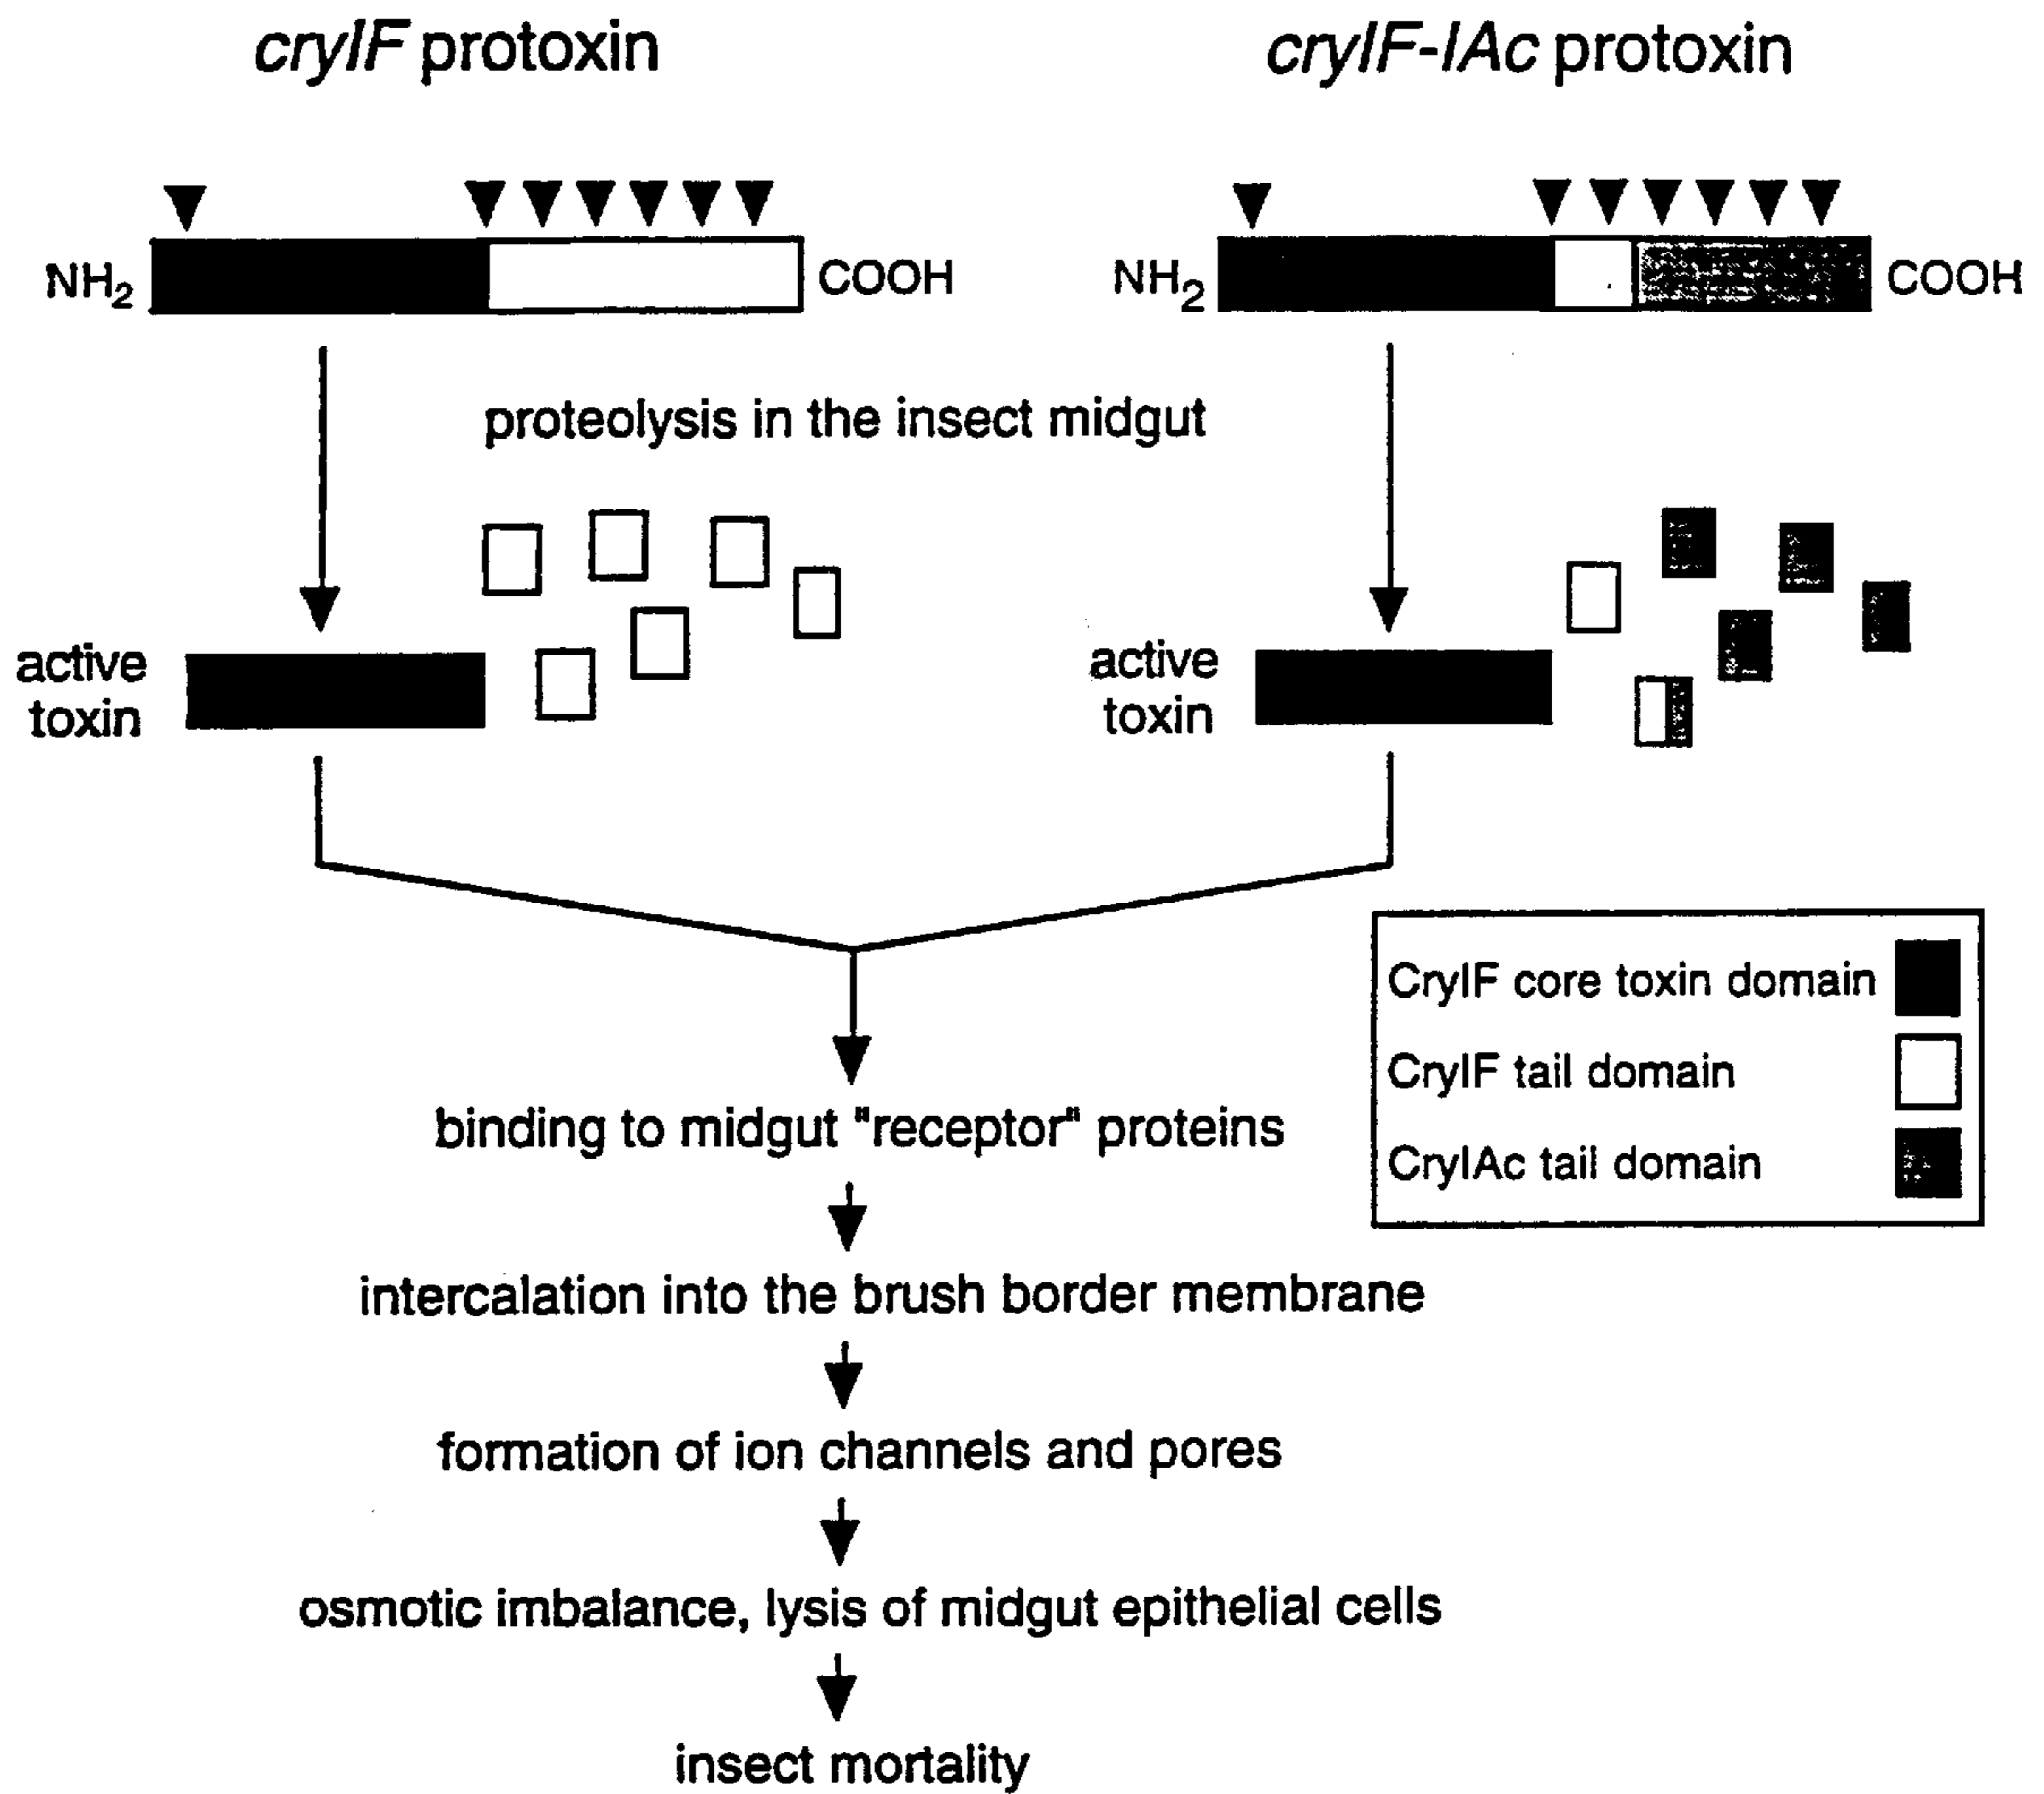 cryIF protoxin
cryIF-IAc protoxin
NH2
COOH
NH2
COOH
proteolysis in the insect midgut
active
toxin
active
toxin
CryIF core toxin domain
CryIF tail domain
CryIAc tail domain
binding to midgut "receptor" proteins
intercalation into the brush border membrane
formation of ion channels and pores
osmotic imbalance, lysis of midgut epithelial cells
insect mortality